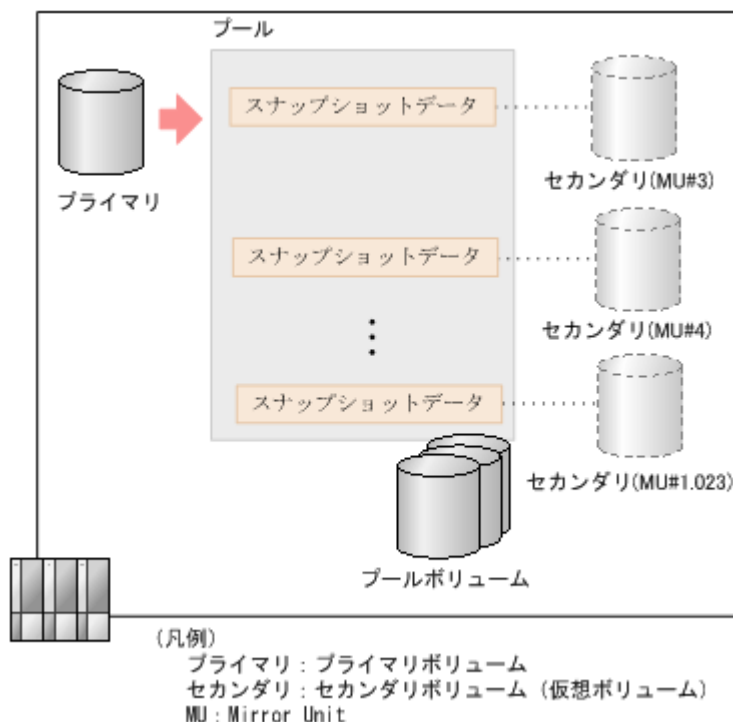 プール
スナップショットデータ
プライマリ
セカンダリ(MU#3)
スナップショットデータ
セカンダリ(MU#4)
スナップショットデータ
セカンダリ(MU#1.023)
プールボリューム
(凡例)
プライマリ：プライマリボリューム
セカンダリ：セカンダリボリューム（仮想ボリューム）
MU：Mirror Unit